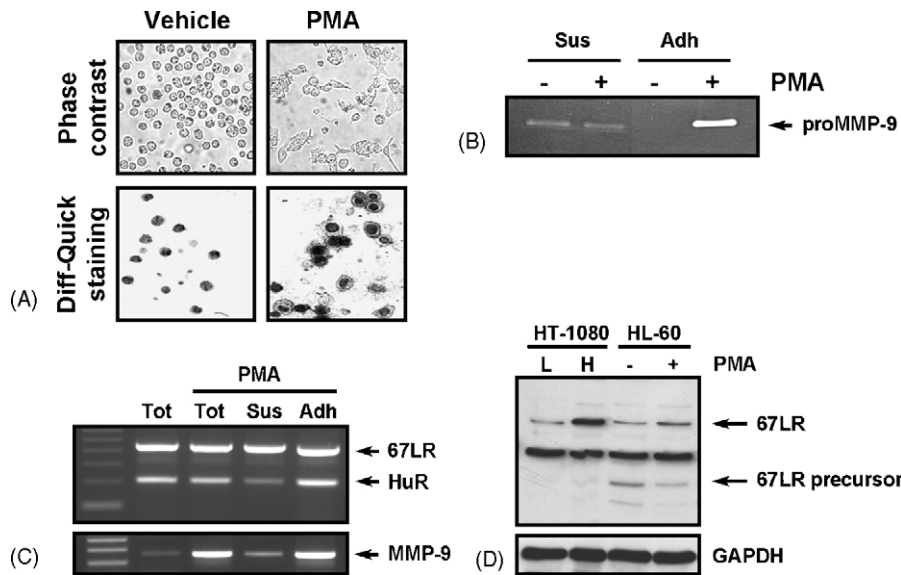 Vehicle PMA
Phase contrast
Diff-Quick staining
(A)
Sus Adh
- + - + PMA
proMMP-9
(B)
PMA
Tot Tot Sus Adh
67LR
HuR
MMP-9
(C)
HT-1080 HL-60
L H - + PMA
67LR
67LR precursor
GAPDH
(D)